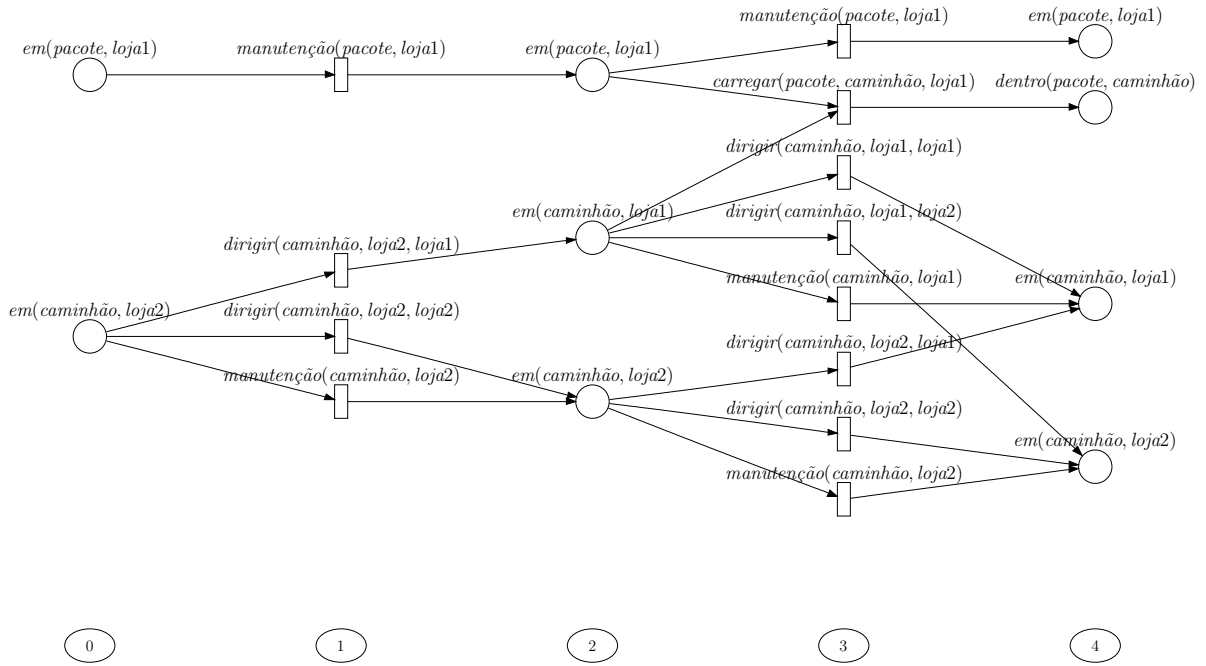 manutenção(pacote, loja1)
em(pacote, loja1)
em(pacote, loja1)
manutenção(pacote, loja1)
em(pacote, loja1)
carregar(pacote, caminhão, loja1)
dentro(pacote, caminhão)
dirigir(caminhão, loja1, loja1)
em(caminhão, loja1)
dirigir(caminhão, loja1, loja2)
dirigir(caminhão, loja2, loja1)
manutenção(caminhão, loja1)
em(caminhão, loja1)
em(caminhão, loja2)
dirigir(caminhão, loja2, loja2)
dirigir(caminhão, loja2, loja1)
manutenção(caminhão, loja2)
em(caminhão, loja2)
dirigir(caminhão, loja2, loja2)
em(caminhão, loja2)
manutenção(caminhão, loja2)
0
1
2
3
4